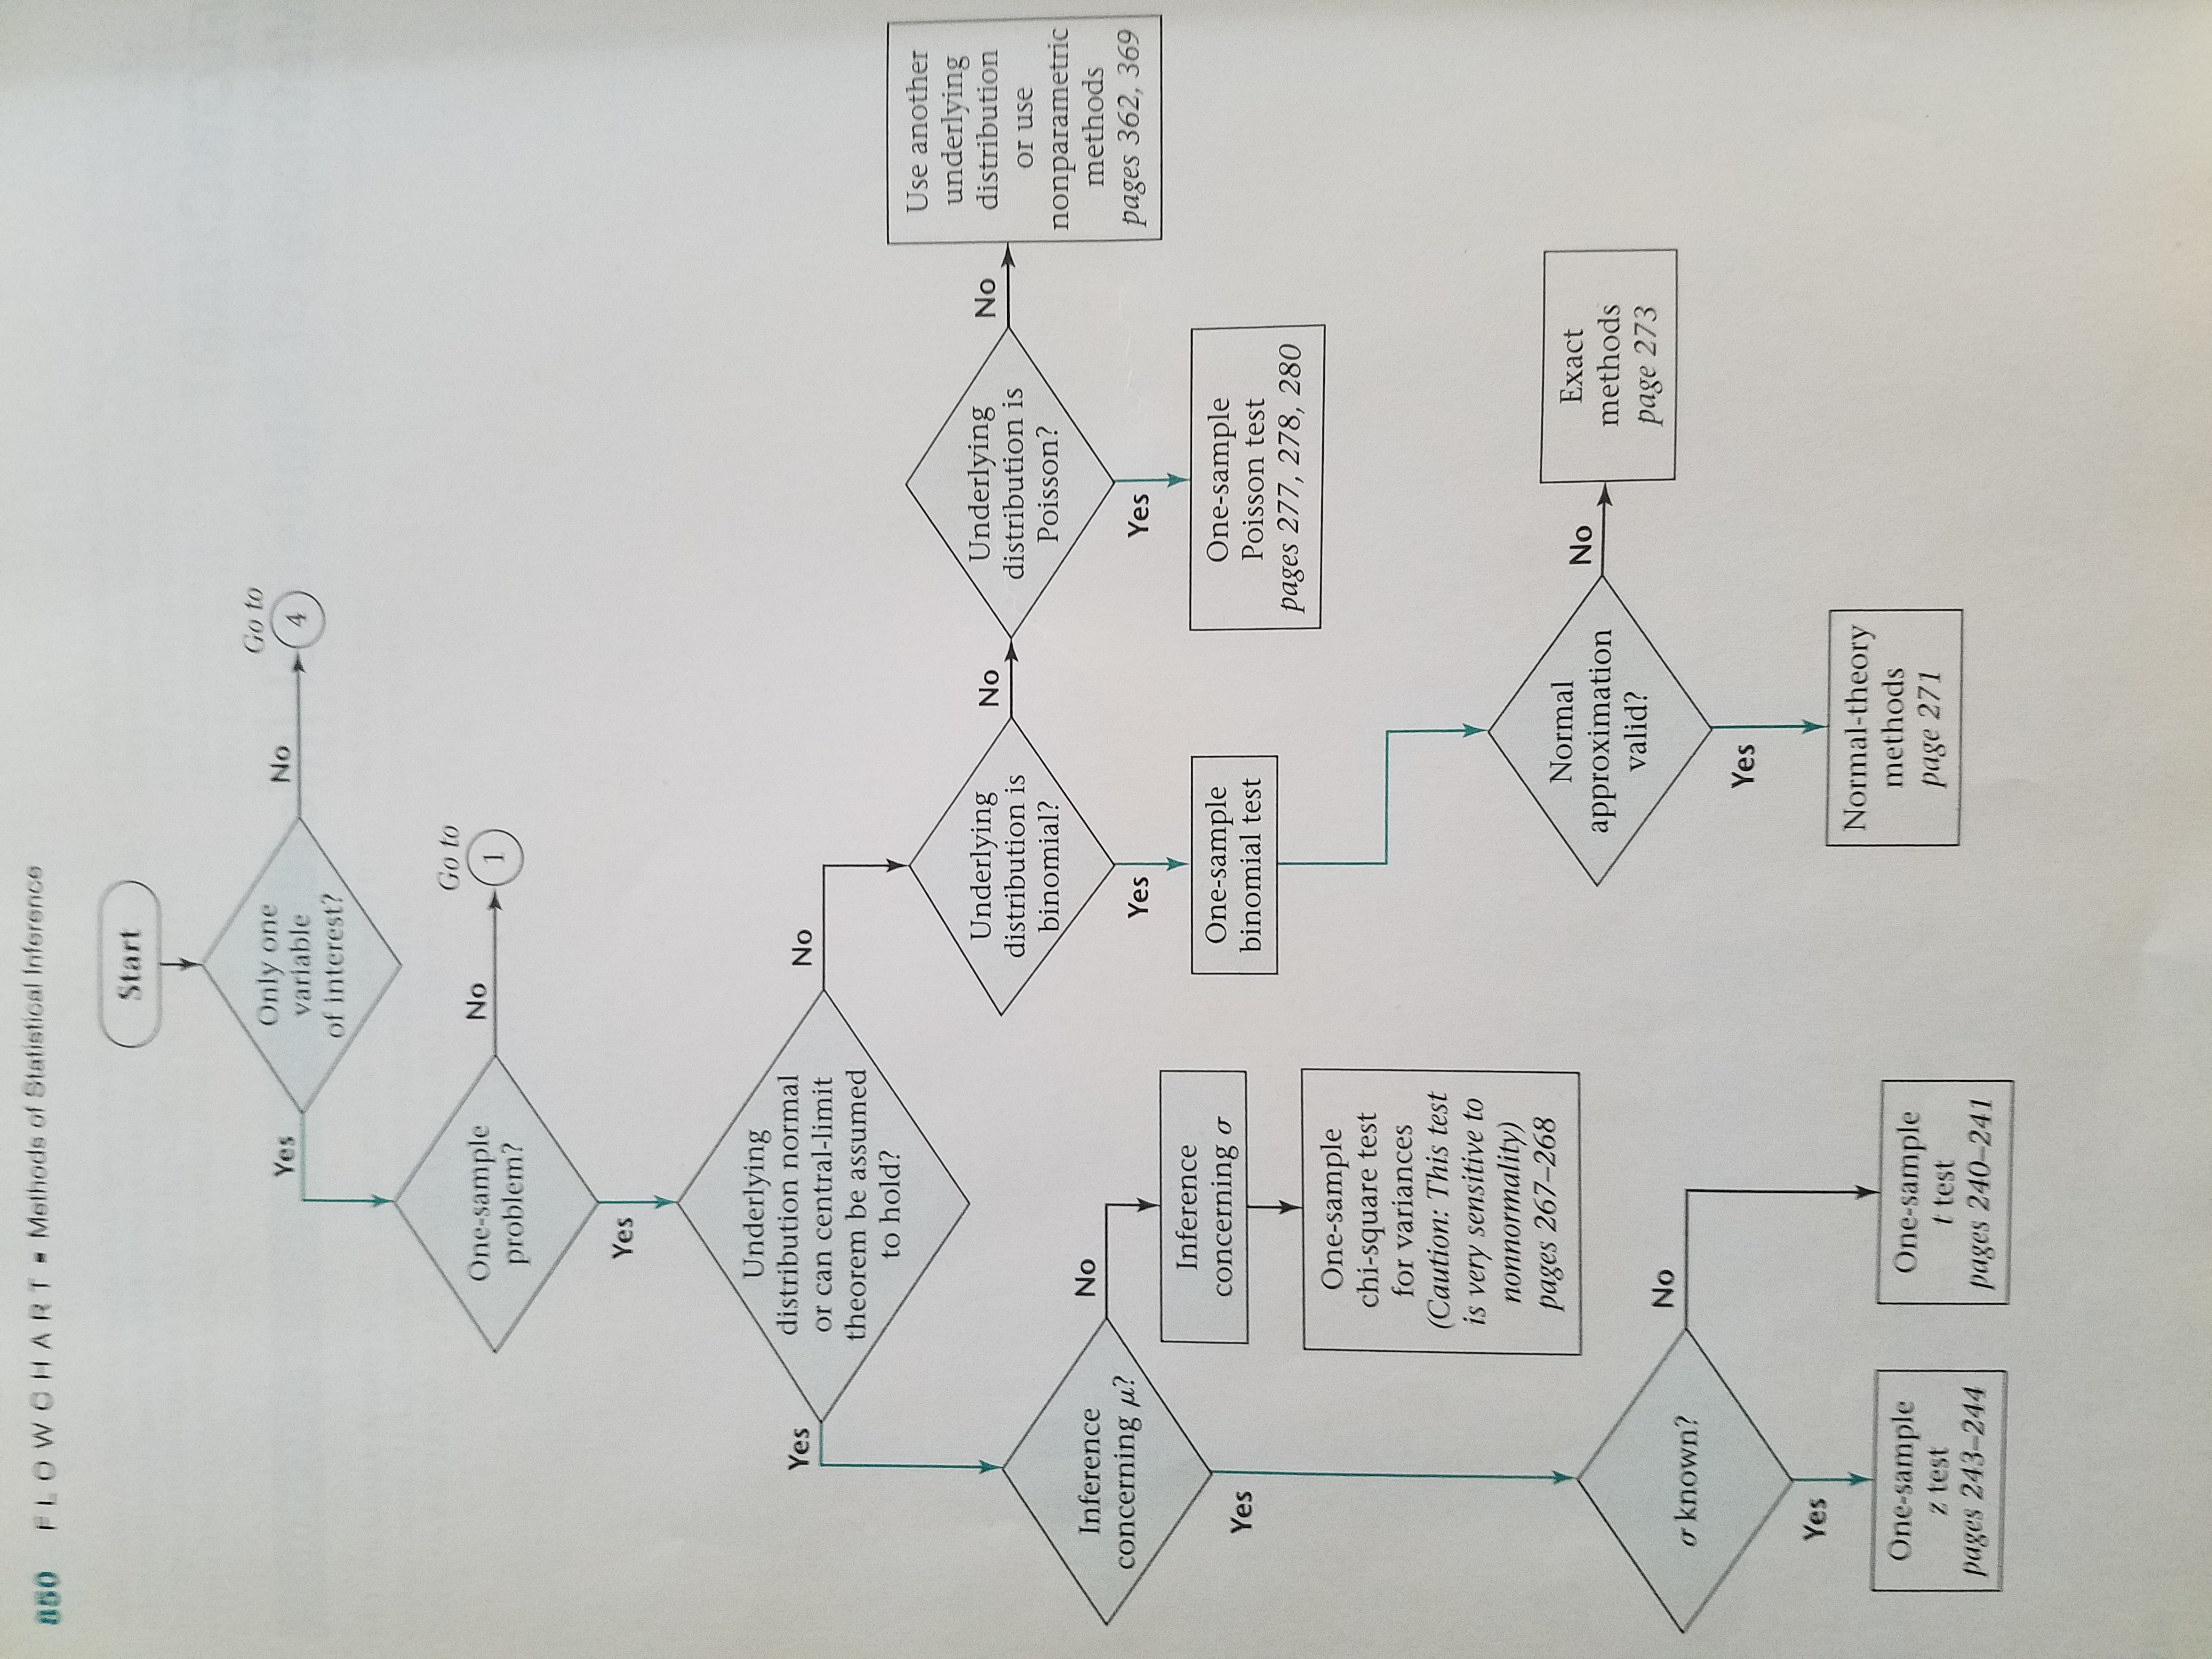 850 FLOWCHART ▪ Methods of Statistical Inference
Start
Only one
variable
of interest?
Yes
No
Go to
4
One-sample
problem?
No
Go to
1
Yes
Underlying
distribution normal
or can central-limit
theorem be assumed
to hold?
Yes
No
Underlying
distribution is
binomial?
No
Underlying
distribution is
Poisson?
No
Use another
underlying
distribution
or use
nonparametric
methods
pages 362, 369
Inference
concerning μ?
No
Inference
concerning σ
One-sample
chi-square test
for variances
(Caution: This test
is very sensitive to
nonnormality)
pages 267–268
Yes
Yes
One-sample
binomial test
Yes
One-sample
Poisson test
pages 277, 278, 280
Normal
approximation
valid?
No
Exact
methods
page 273
Yes
Normal-theory
methods
page 271
σ known?
No
Yes
One-sample
z test
pages 243–244
One-sample
t test
pages 240–241